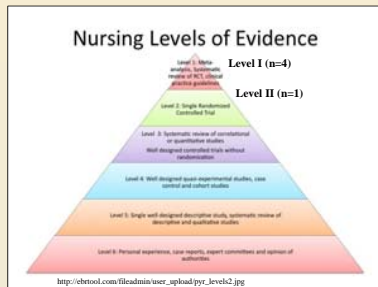 Nursing Levels of Evidence
Level 1: Meta-
analysis, Systematic
review of RCT, clinical
practice guidelines
Level I (n=4)
Level II (n=1)
Level 2: Single Randomized
Controlled Trial
Level 3: Systematic review of correlational
or quantitative studies
Well designed controlled trials without
randomization
Level 4: Well designed quasi experimental studies, case
control and cohort studies
Level 5: Single well designed descriptive study, systematic review of
descriptive and qualitative studies
Level 6: Personal experience, case reports, expert committees and opinion of
authorities.
http://ebrtool.com/fileadmin/user_upload/pyr_levels2.jpg